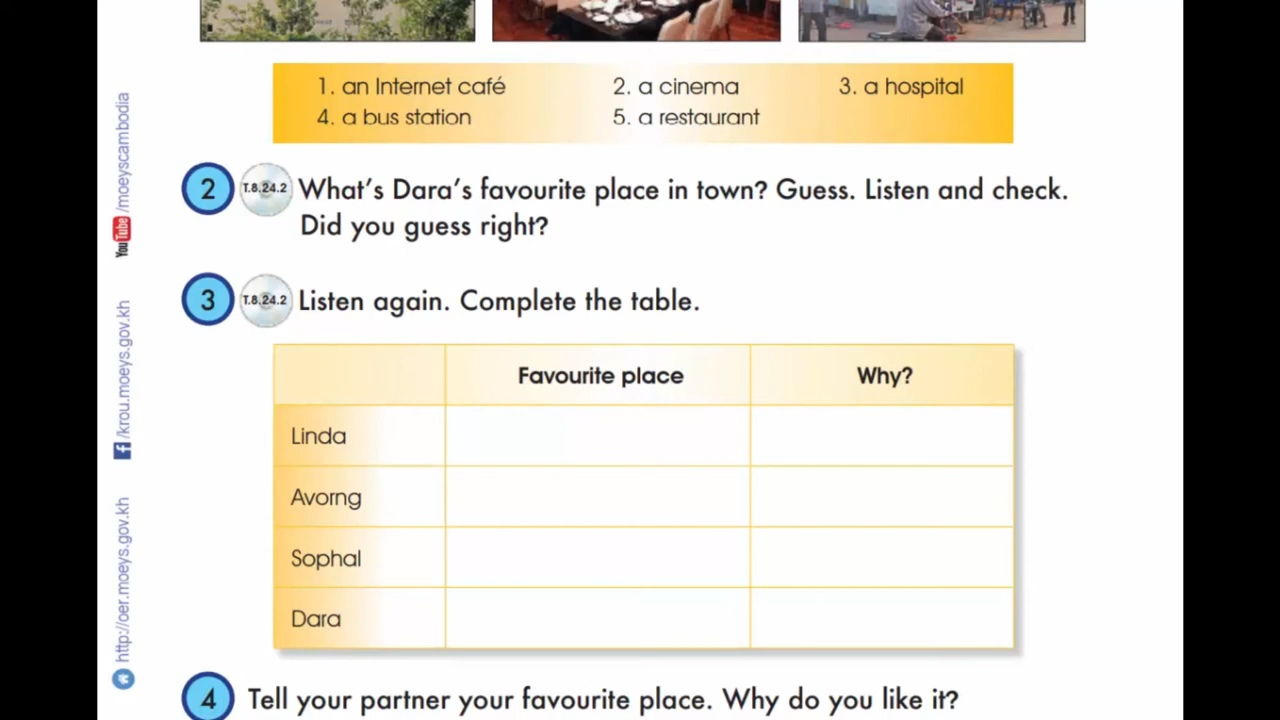 1. an Internet café 2. a cinema 3. a hospital
4. a bus station 5. a restaurant
2 T.8.24.2 What's Dara's favourite place in town? Guess. Listen and check.
Did you guess right?
3 T.8.24.2 Listen again. Complete the table.
Favourite place Why?
Linda
Avorng
Sophal
Dara
4 Tell your partner your favourite place. Why do you like it?
YouTube /moeyscambodia
f /krou.moeys.gov.kh
http://oer.moeys.gov.kh